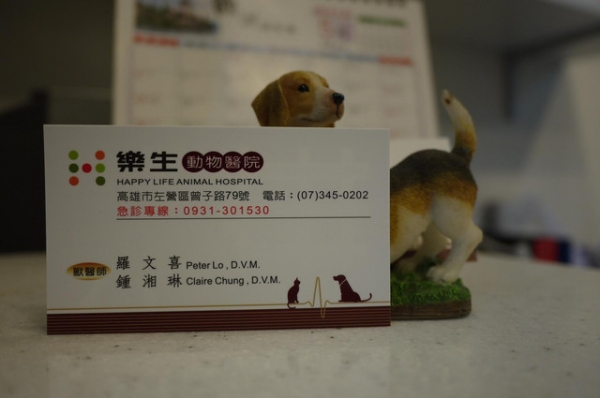 樂生動物醫院
HAPPY LIFE ANIMAL HOSPITAL
高雄市左營區曾子路79號 電話:(07)345-0202
急診專線:0931-301530
獸醫師
羅文喜 Peter Lo, D.V.M.
鍾湘琳 Claire Chung, D.V.M.